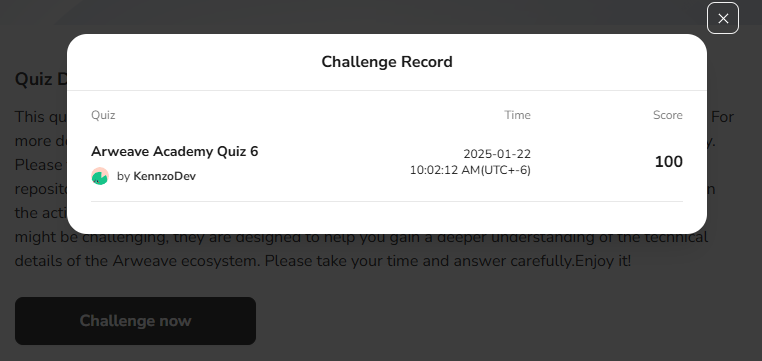 Challenge Record
Quiz Time Score
Arweave Academy Quiz 6
by KennzoDev
2025-01-22
10:02:12 AM(UTC+-6)
100
Quiz D
This qu For
more de y.
Please
reposito n
the acti
might be challenging, they are designed to help you gain a deeper understanding of the technical
details of the Arweave ecosystem. Please take your time and answer carefully.Enjoy it!
Challenge now